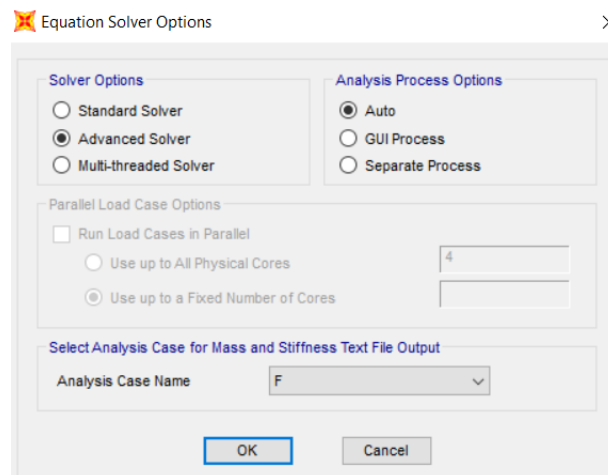 Equation Solver Options
Solver Options
Standard Solver
Advanced Solver
Multi-threaded Solver
Analysis Process Options
Auto
GUI Process
Separate Process
Parallel Load Case Options
Run Load Cases in Parallel
Use up to All Physical Cores
4
Use up to a Fixed Number of Cores
Select Analysis Case for Mass and Stiffness Text File Output
Analysis Case Name
F
OK
Cancel